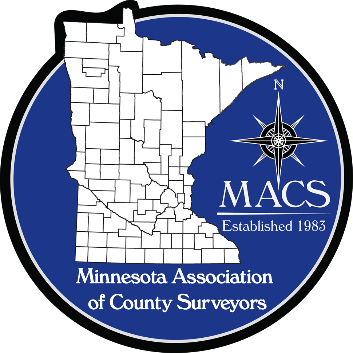 N
MACS
Established 1983
Minnesota Association
of County Surveyors